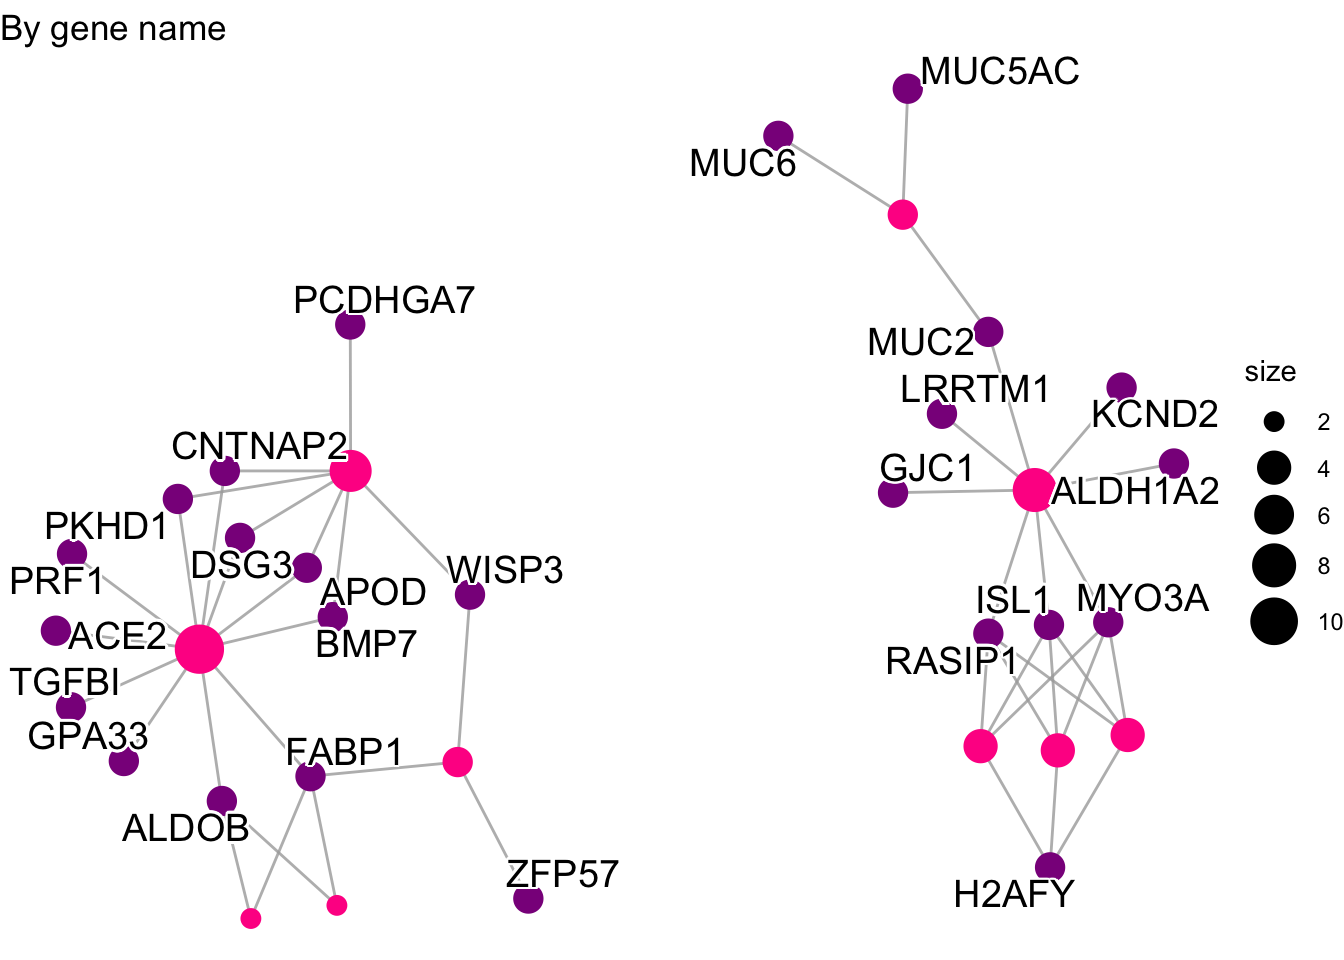 By gene name
MUC5AC
MUC6
PCDHGA7
MUC2
LRRTM1
KCND2
CNTNAP2
GJC1
ALDH1A2
PKHD1
DSG3
PRF1
WISP3
APOD
ISL1
MYO3A
ACE2
BMP7
RASIP1
TGFBI
GPA33
FABP1
ALDOB
ZFP57
H2AFY
size
2
4
6
8
10